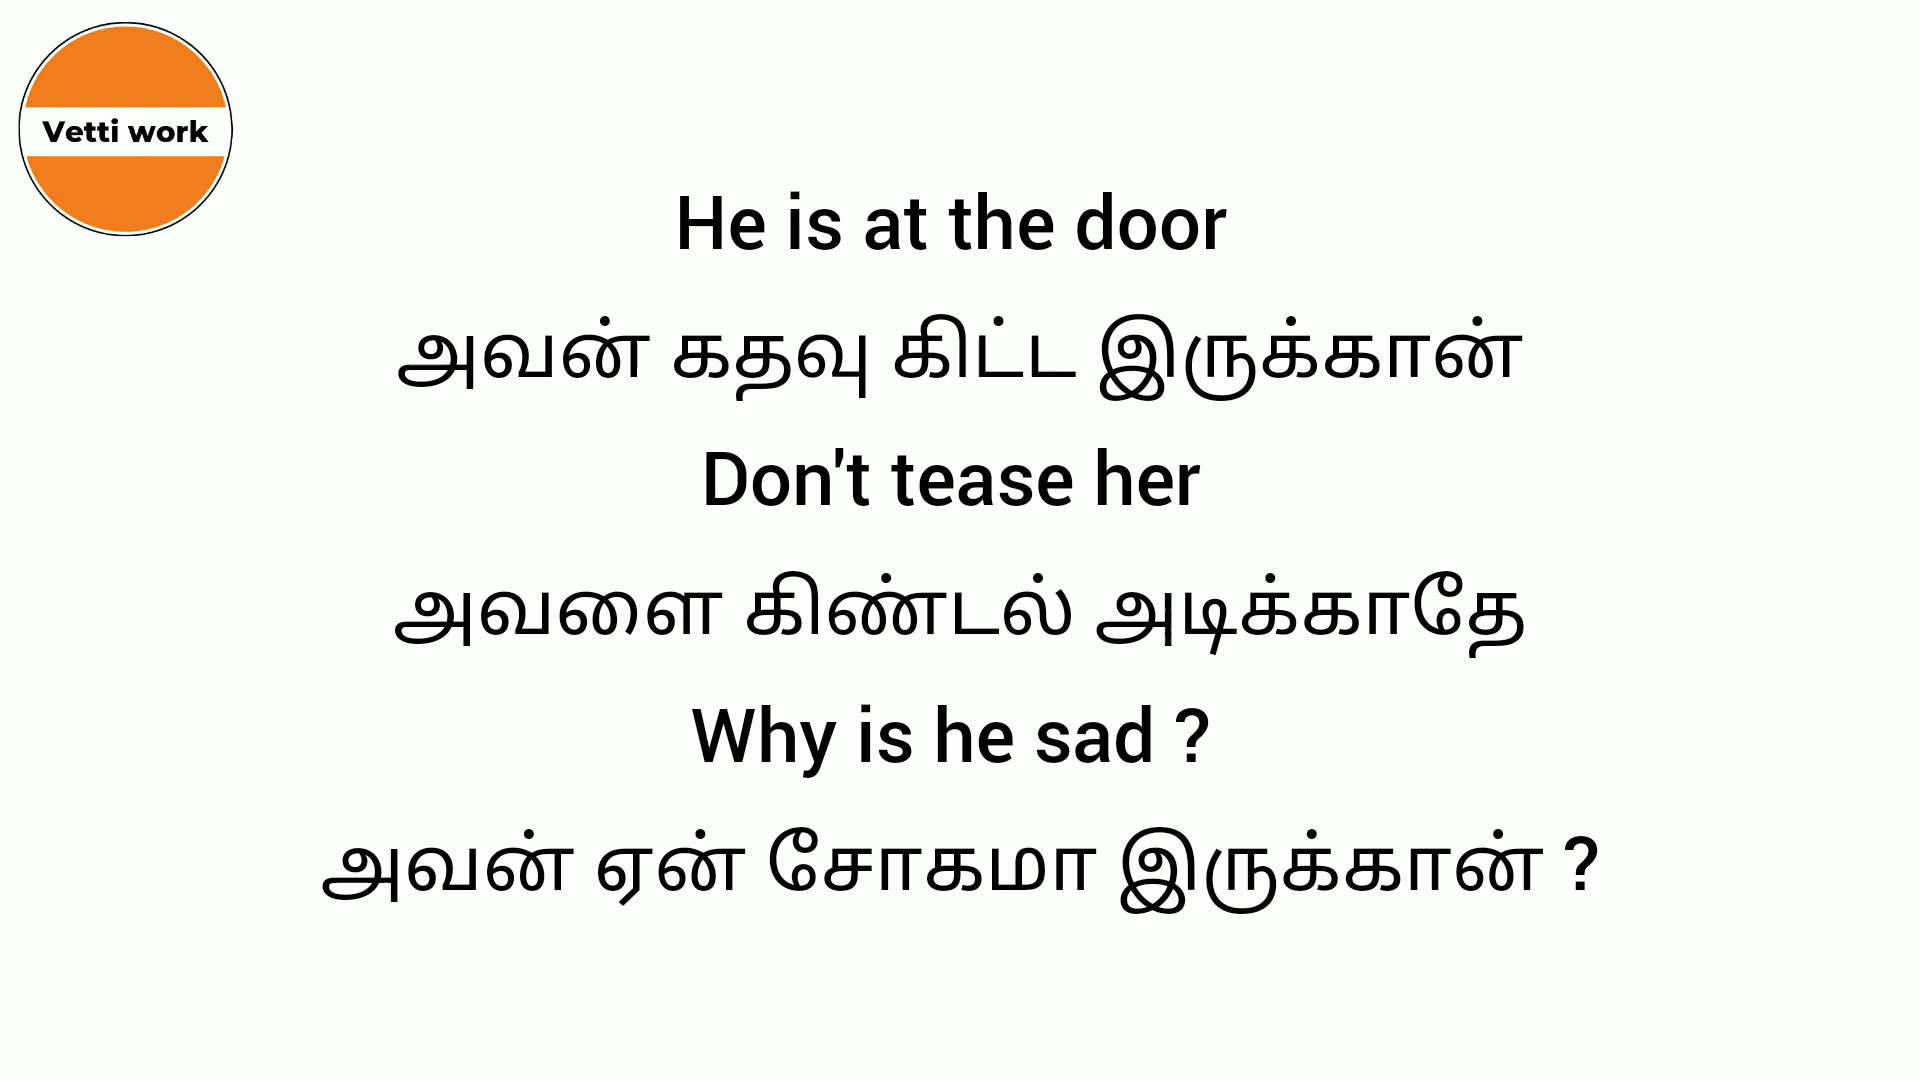 Vetti work
He is at the door
அவன் கதவு கிட்ட இருக்கான்
Don't tease her
அவளை கிண்டல் அடிக்காதே
Why is he sad ?
அவன் ஏன் சோகமா இருக்கான் ?